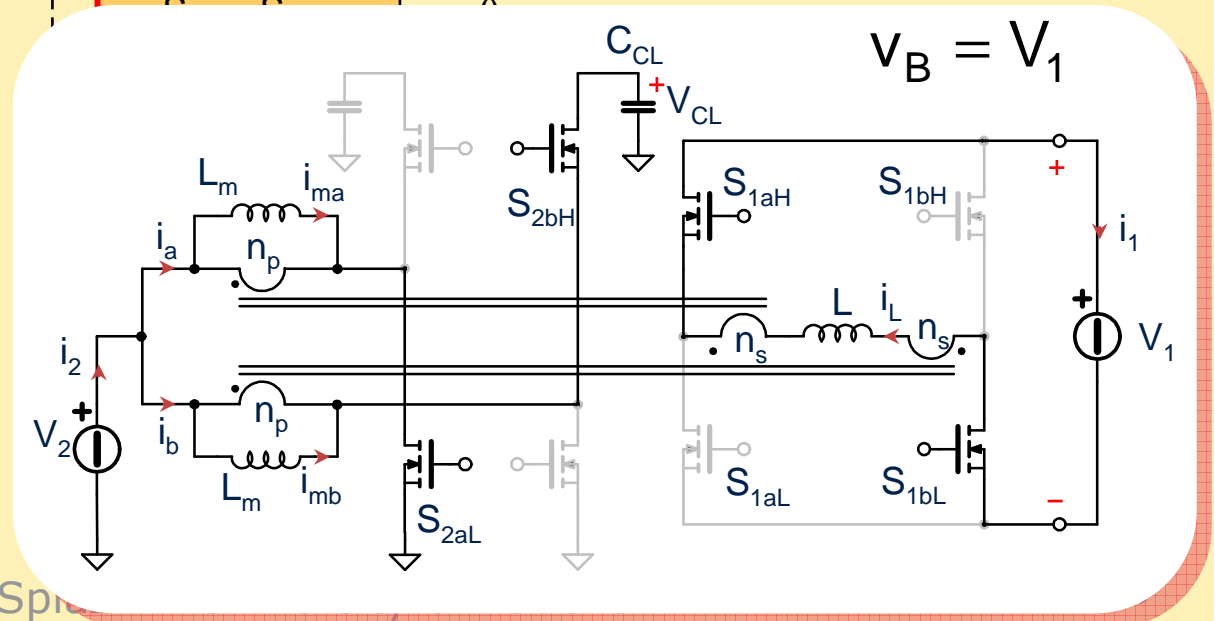 C_CL
v_B = V_1
+
V_CL
L_m
i_ma
S_2bH
S_1aH
S_1bH
+
i_a
n_p
i_1
L
i_L
n_s
n_s
+
V_1
i_2
+
V_2
i_b
n_p
L_m
i_mb
S_2aL
S_1aL
S_1bL
−